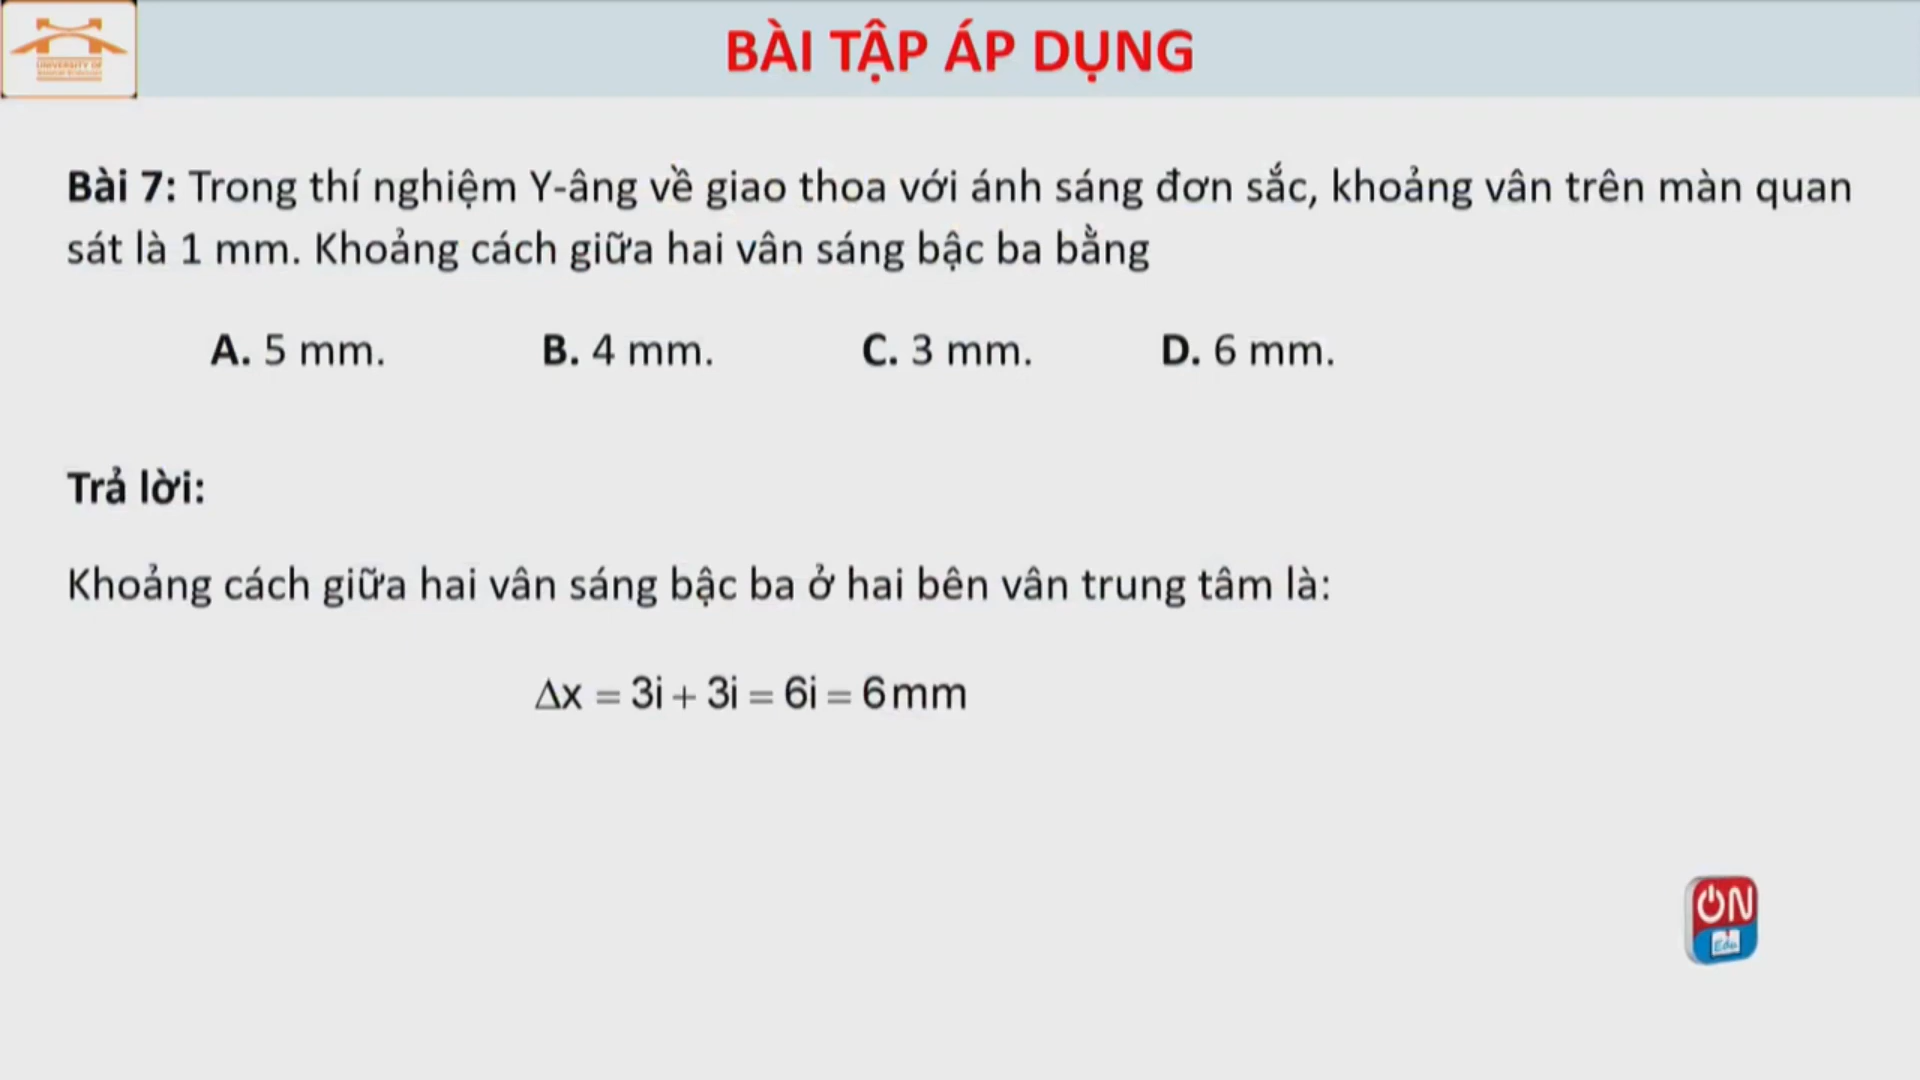 UNIVERSITY OF
BÀI TẬP ÁP DỤNG
Bài 7: Trong thí nghiệm Y-âng về giao thoa với ánh sáng đơn sắc, khoảng vân trên màn quan
sát là 1 mm. Khoảng cách giữa hai vân sáng bậc ba bằng
A. 5 mm. B. 4 mm. C. 3 mm. D. 6 mm.
Trả lời:
Khoảng cách giữa hai vân sáng bậc ba ở hai bên vân trung tâm là:
Δx = 3i + 3i = 6i = 6mm
ON
Edu